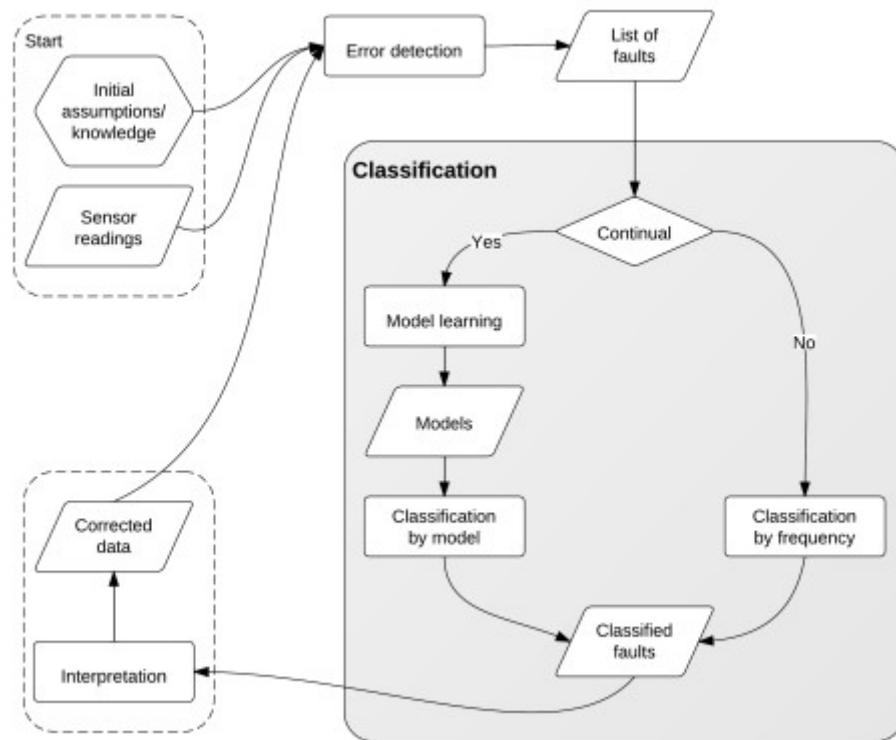 Start
Initial
assumptions/
knowledge
Sensor
readings
Error detection
List of
faults
Classification
Continual
Yes
No
Model learning
Models
Classification
by model
Classification
by frequency
Classified
faults
Corrected
data
Interpretation